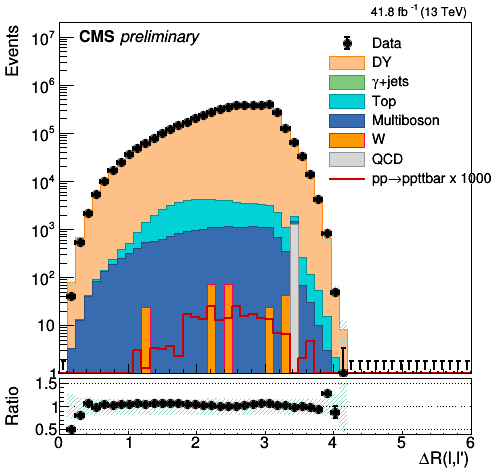 41.8 fb⁻¹ (13 TeV)
CMS preliminary
Events
10⁷
10⁶
10⁵
10⁴
10³
10²
10
1
Data
DY
γ+jets
Top
Multiboson
W
QCD
pp→ppttbar x 1000
Ratio
1.5
1
0.5
0 1 2 3 4 5 6
ΔR(l,l')